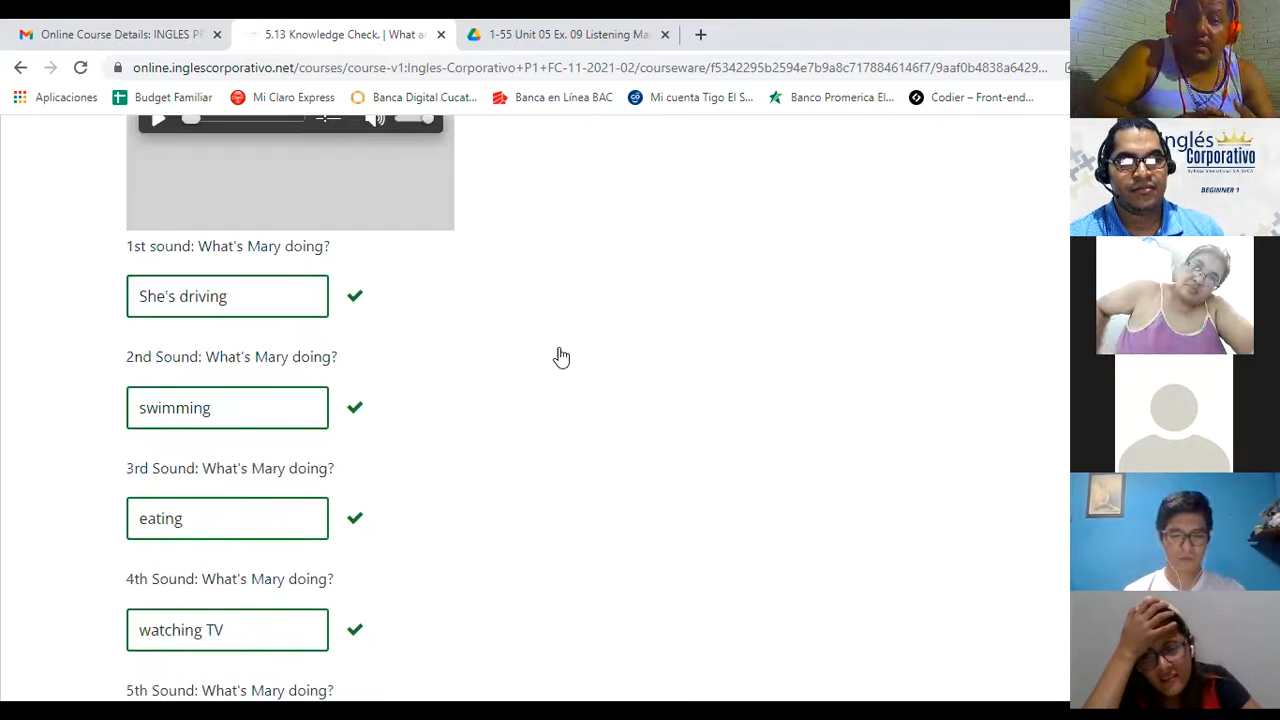 Online Course Details: INGLES P
5.13 Knowledge Check. | What a
1-55 Unit 05 Ex. 09 Listening Ma
online.inglescorporativo.net/courses/course-v1:Ingles-Corporativo+P1+FC-11-2021-02/courseware/f5342295b2594e7b9a8c7178846146f7/9aaf0b4838a6429...
Aplicaciones
Budget Familiar
Mi Claro Express
Banca Digital Cucat...
Banca en Línea BAC
Mi cuenta Tigo El S...
Banco Promerica El...
Codier – Front-end...
1st sound: What's Mary doing?
She's driving
2nd Sound: What's Mary doing?
swimming
3rd Sound: What's Mary doing?
eating
4th Sound: What's Mary doing?
watching TV
5th Sound: What's Mary doing?
Inglés
Corporativo
BEGINNER 1